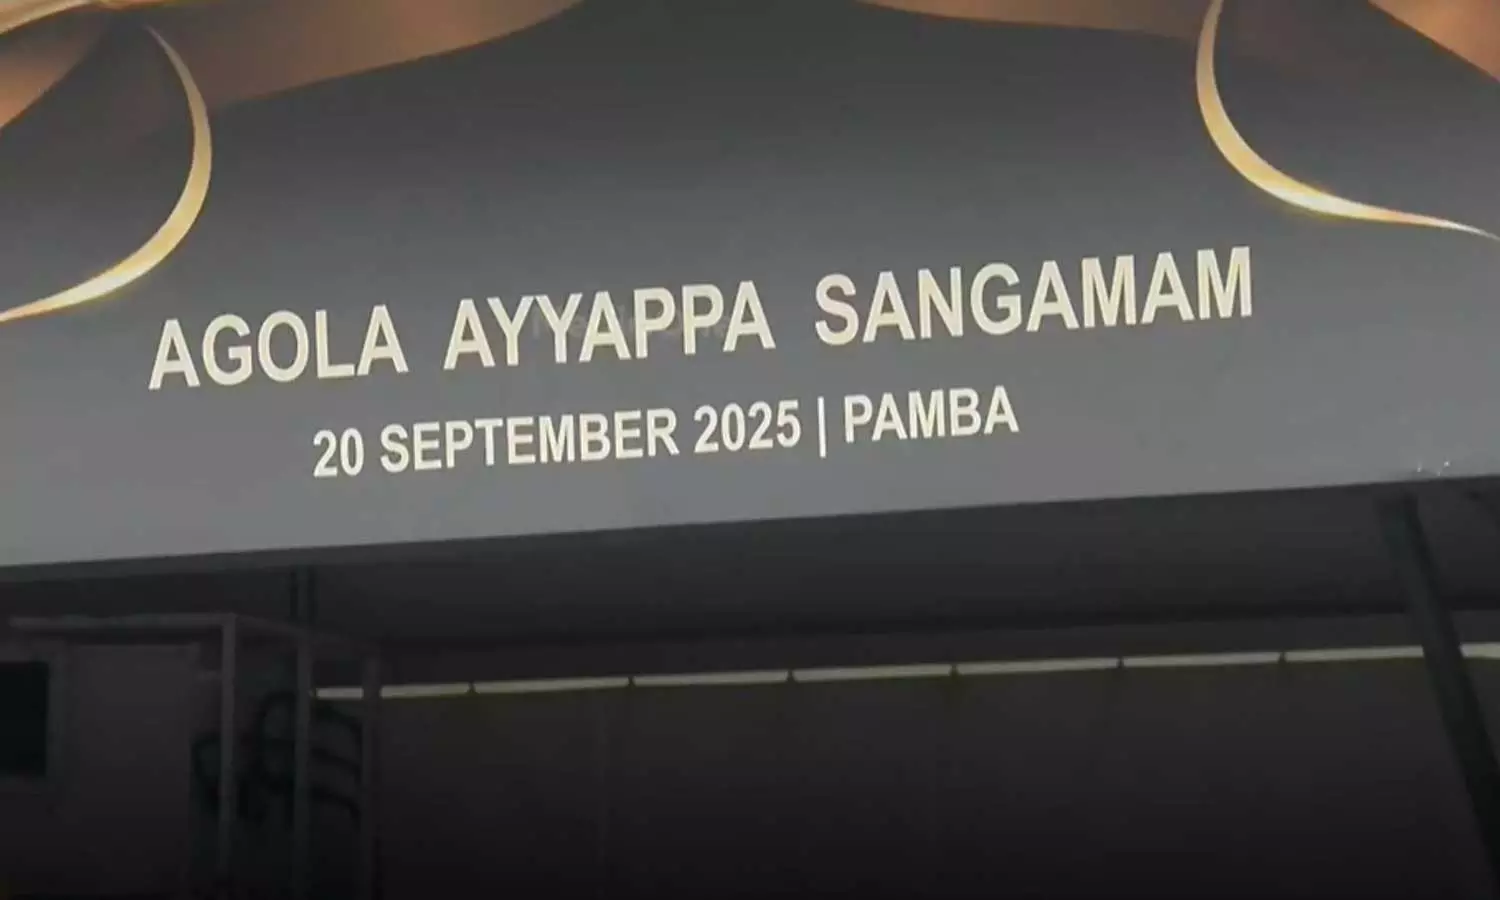 AGOLA AYYAPPA SANGAMAM
20 SEPTEMBER 2025 | PAMBA